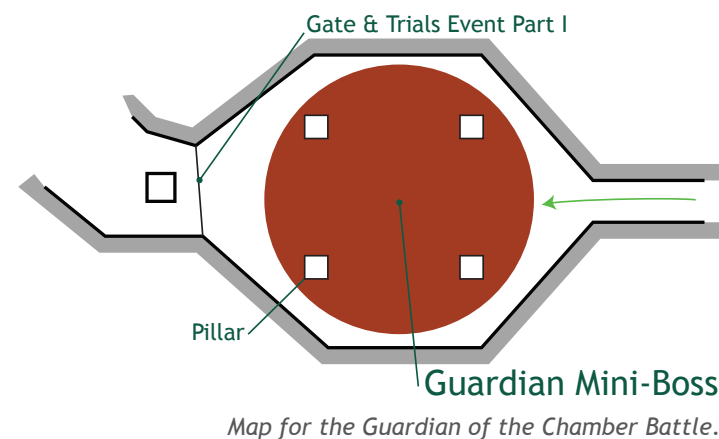 Gate & Trials Event Part I
Pillar
Guardian Mini-Boss
Map for the Guardian of the Chamber Battle.